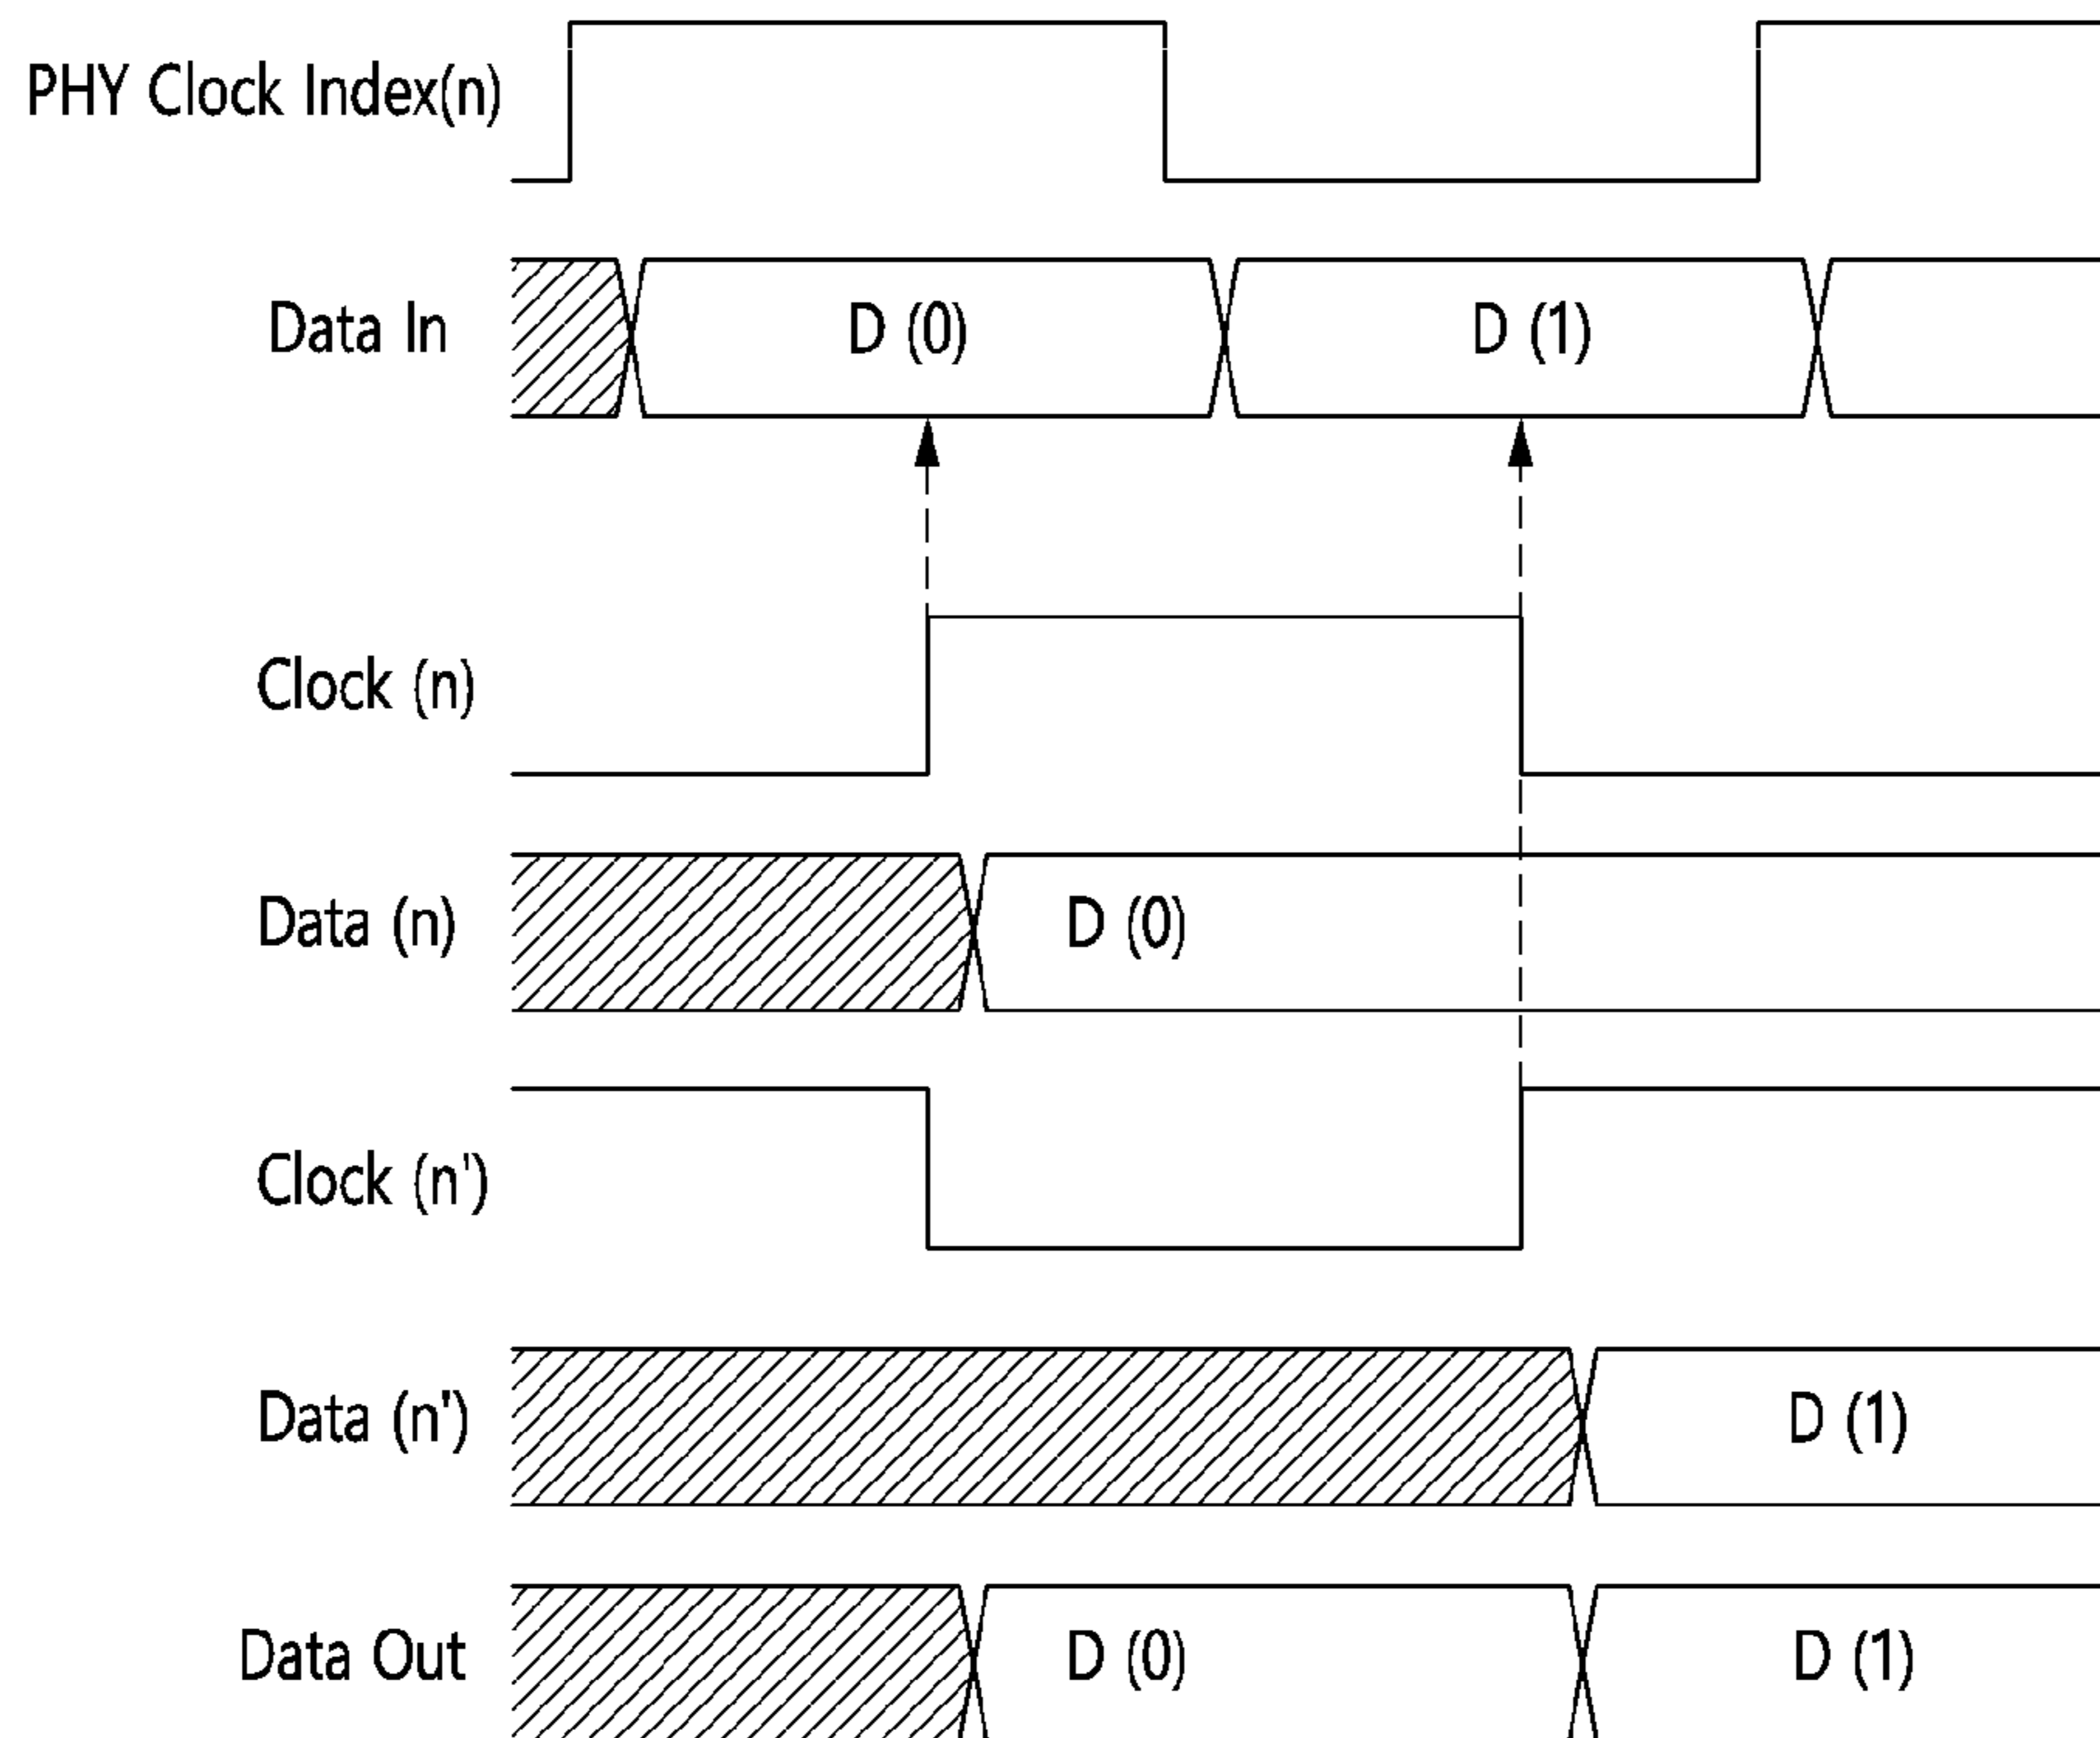 PHY Clock Index(n)
Data In D (0) D (1)
Clock (n)
Data (n) D (0)
Clock (n')
Data (n') D (1)
Data Out D (0) D (1)